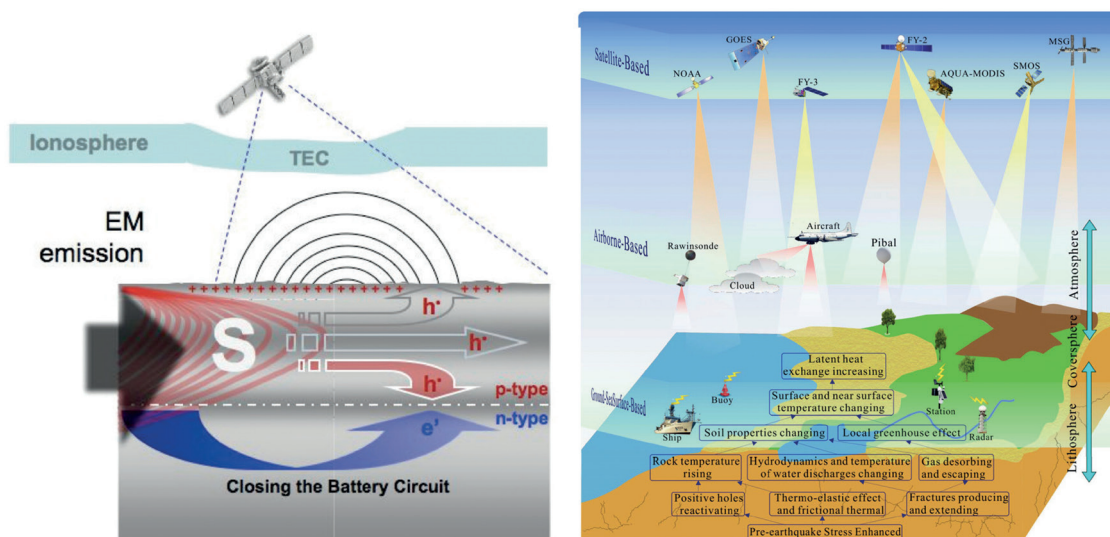 Ionosphere
TEC
EM
emission
+ + + + + + + + + + + + + + + + + + + + + + + + + +
S
h•
h•
h•
p-type
n-type
e'
Closing the Battery Circuit
Satellite-Based
NOAA
GOES
FY-3
FY-2
AQUA-MODIS
SMOS
MSG
Airborne-Based
Rawinsonde
Cloud
Aircraft
Pibal
Atmosphere
Coversphere
Lithosphere
Ground-Sea Surface-Based
Buoy
Ship
Station
Radar
Latent heat
exchange increasing
Surface and near surface
temperature changing
Soil properties changing
Local greenhouse effect
Rock temperature
rising
Hydrodynamics and temperature
of water discharges changing
Gas desorbing
and escaping
Positive holes
reactivating
Thermo-elastic effect
and frictional thermal
Fractures producing
and extending
Pre-earthquake Stress Enhanced